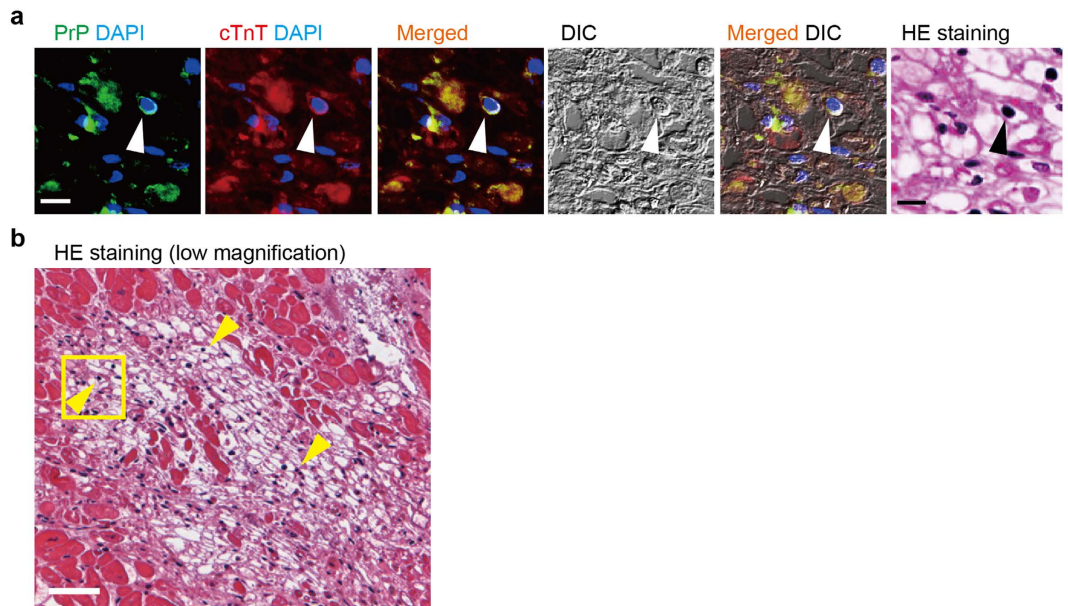 a
PrP DAPI cTnT DAPI Merged DIC Merged DIC HE staining
b
HE staining (low magnification)